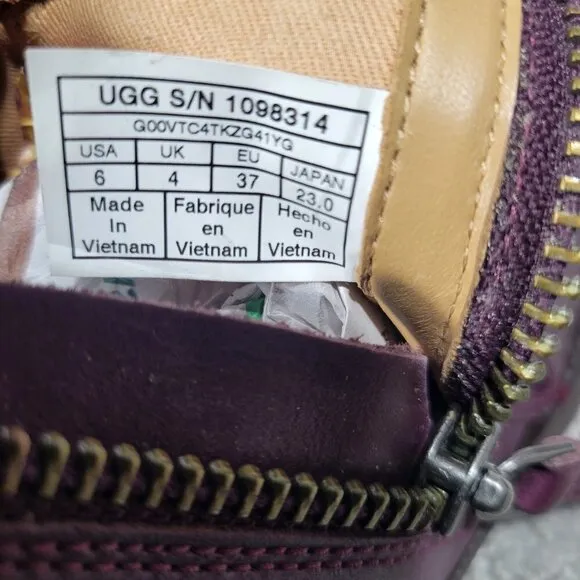 UGG S/N 1098314
G00VTC4TKZG41YG
USA UK EU JAPAN
6 4 37 23.0
Made In Vietnam
Fabrique en Vietnam
Hecho en Vietnam